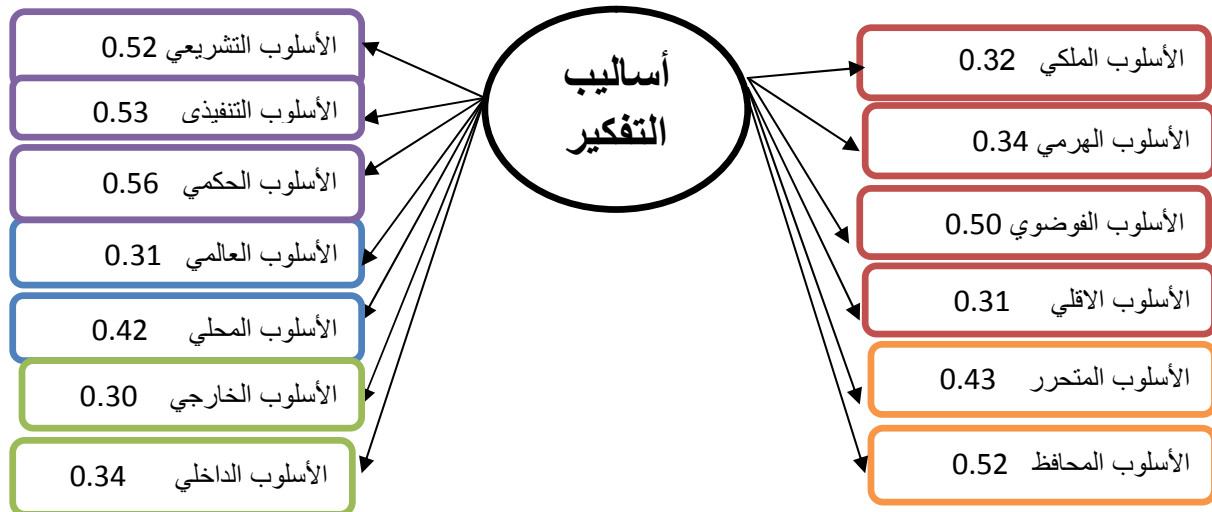 أساليب
التفكير
الأسلوب الملكي 0.32
الأسلوب الهرمي 0.34
الأسلوب الفوضوي 0.50
الأسلوب الاقلي 0.31
الأسلوب المتحرر 0.43
الأسلوب المحافظ 0.52
الأسلوب التشريعي 0.52
الأسلوب التنفيذي 0.53
الأسلوب الحكمي 0.56
الأسلوب العالمي 0.31
الأسلوب المحلي 0.42
الأسلوب الخارجي 0.30
الأسلوب الداخلي 0.34